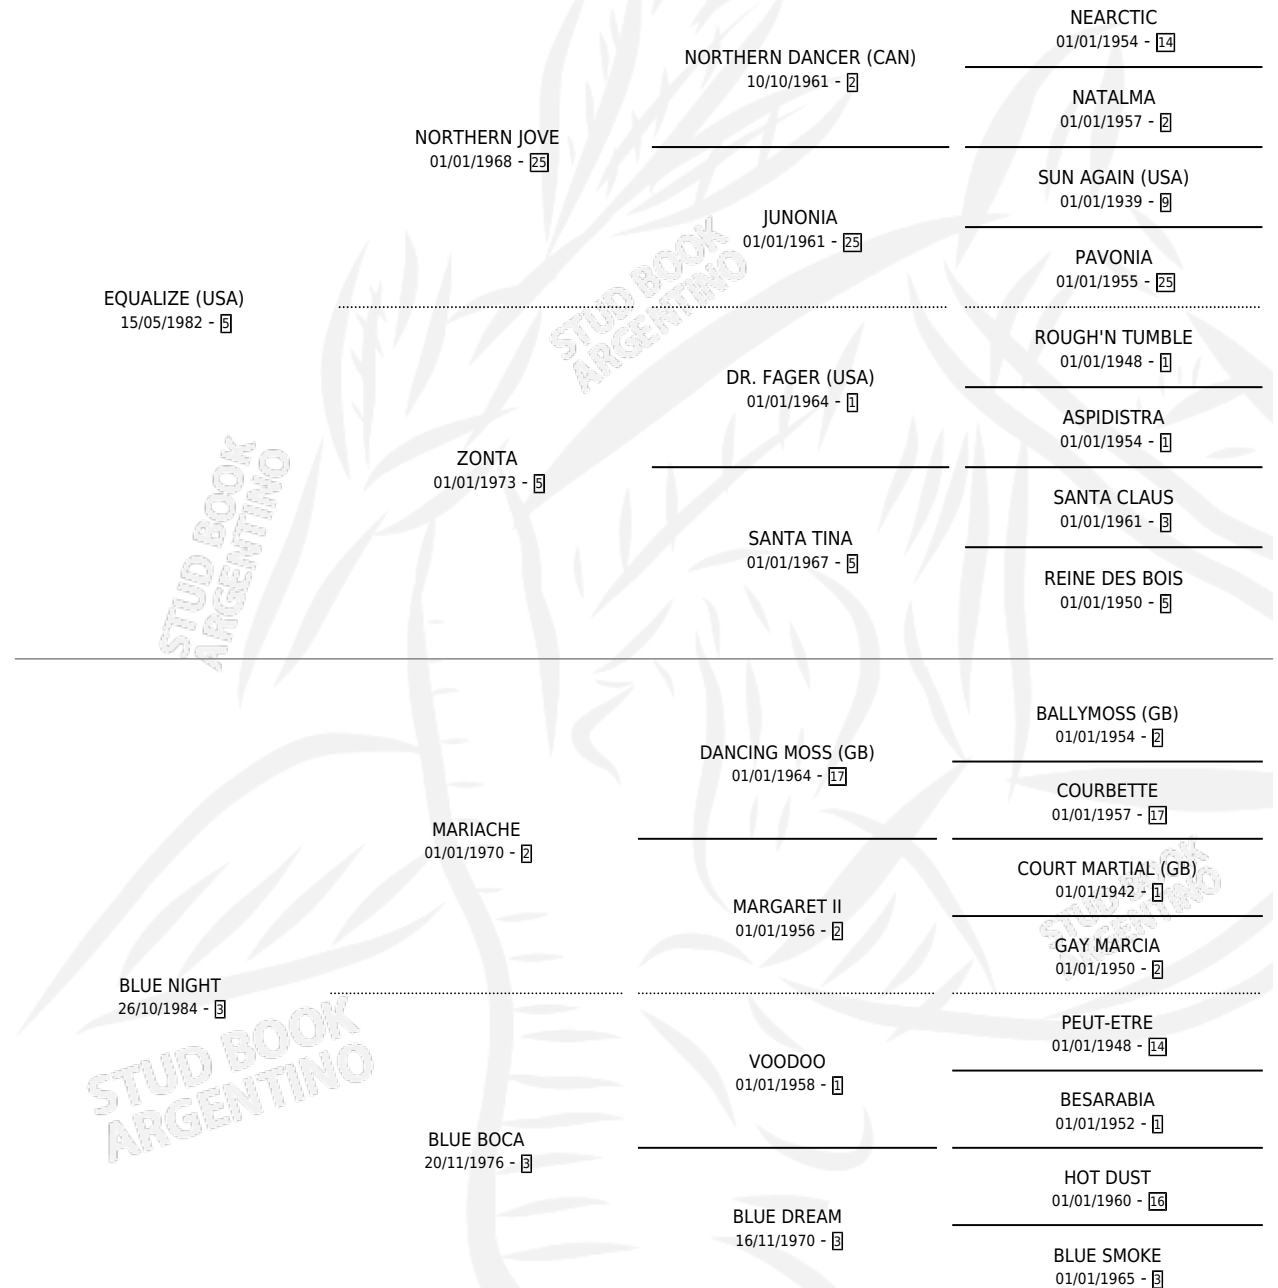 NEARCTIC
01/01/1954 - 14
NORTHERN DANCER (CAN)
10/10/1961 - 2
NATALMA
01/01/1957 - 2
NORTHERN JOVE
01/01/1968 - 25
SUN AGAIN (USA)
01/01/1939 - 9
JUNONIA
01/01/1961 - 25
PAVONIA
01/01/1955 - 25
EQUALIZE (USA)
15/05/1982 - 5
STUD BOOK
ARGENTINO
ROUGH'N TUMBLE
01/01/1948 - 1
DR. FAGER (USA)
01/01/1964 - 1
ASPIDISTRA
01/01/1954 - 1
ZONTA
01/01/1973 - 5
SANTA CLAUS
01/01/1961 - 3
SANTA TINA
01/01/1967 - 5
REINE DES BOIS
01/01/1950 - 5
STUD BOOK
ARGENTINO
BALLYMOSS (GB)
01/01/1954 - 2
DANCING MOSS (GB)
01/01/1964 - 17
COURBETTE
01/01/1957 - 17
MARIACHE
01/01/1970 - 2
COURT MARTIAL (GB)
01/01/1942 - 1
MARGARET II
01/01/1956 - 2
STUD BOOK
ARGENTINO
GAY MARCIA
01/01/1950 - 2
BLUE NIGHT
26/10/1984 - 3
PEUT-ETRE
01/01/1948 - 14
STUD BOOK
ARGENTINO
VOODOO
01/01/1958 - 1
BESARABIA
01/01/1952 - 1
BLUE BOCA
20/11/1976 - 3
HOT DUST
01/01/1960 - 16
BLUE DREAM
16/11/1970 - 3
BLUE SMOKE
01/01/1965 - 3